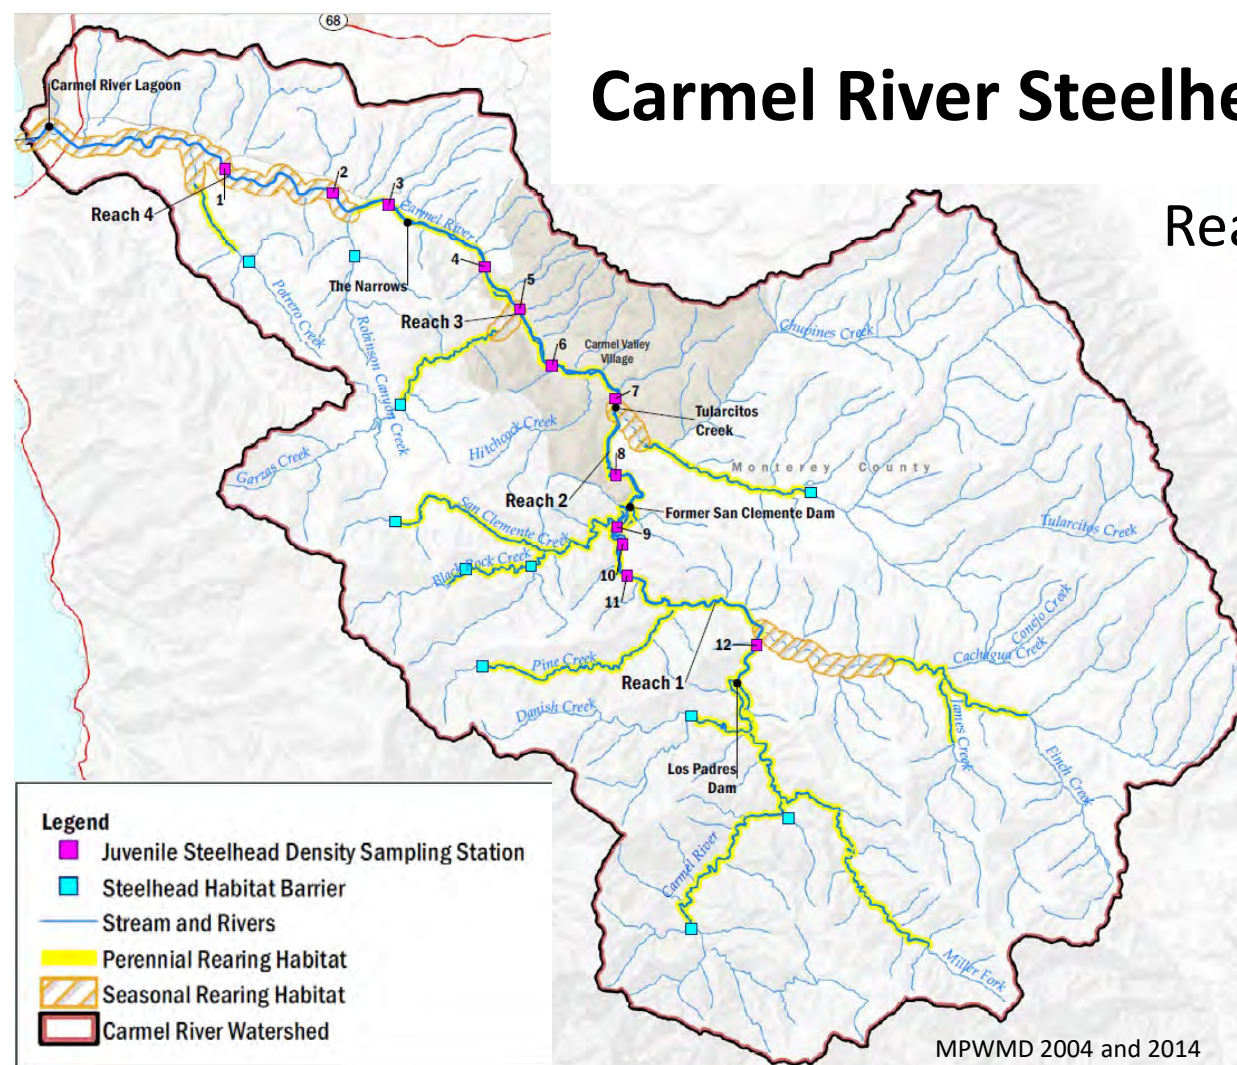 68
Carmel River Steelhe
Rea
Carmel River Lagoon
1
2
3
Reach 4
Carmel River
The Narrows
4
5
Reach 3
Potrero Creek
Robinson Canyon Creek
6
Carmel Valley
Village
Chupines Creek
7
Tularcitos
Creek
Hitchcock Creek
Garzas Creek
8
Monterey County
Reach 2
Former San Clemente Dam
San Clemente Creek
9
Tularcitos Creek
Black Rock Creek
10
11
Conejo Creek
Cachagua Creek
12
Pine Creek
Reach 1
Danish Creek
James Creek
Finch Creek
Los Padres
Dam
Carmel River
Miller Fork
Legend
Juvenile Steelhead Density Sampling Station
Steelhead Habitat Barrier
Stream and Rivers
Perennial Rearing Habitat
Seasonal Rearing Habitat
Carmel River Watershed
MPWMD 2004 and 2014